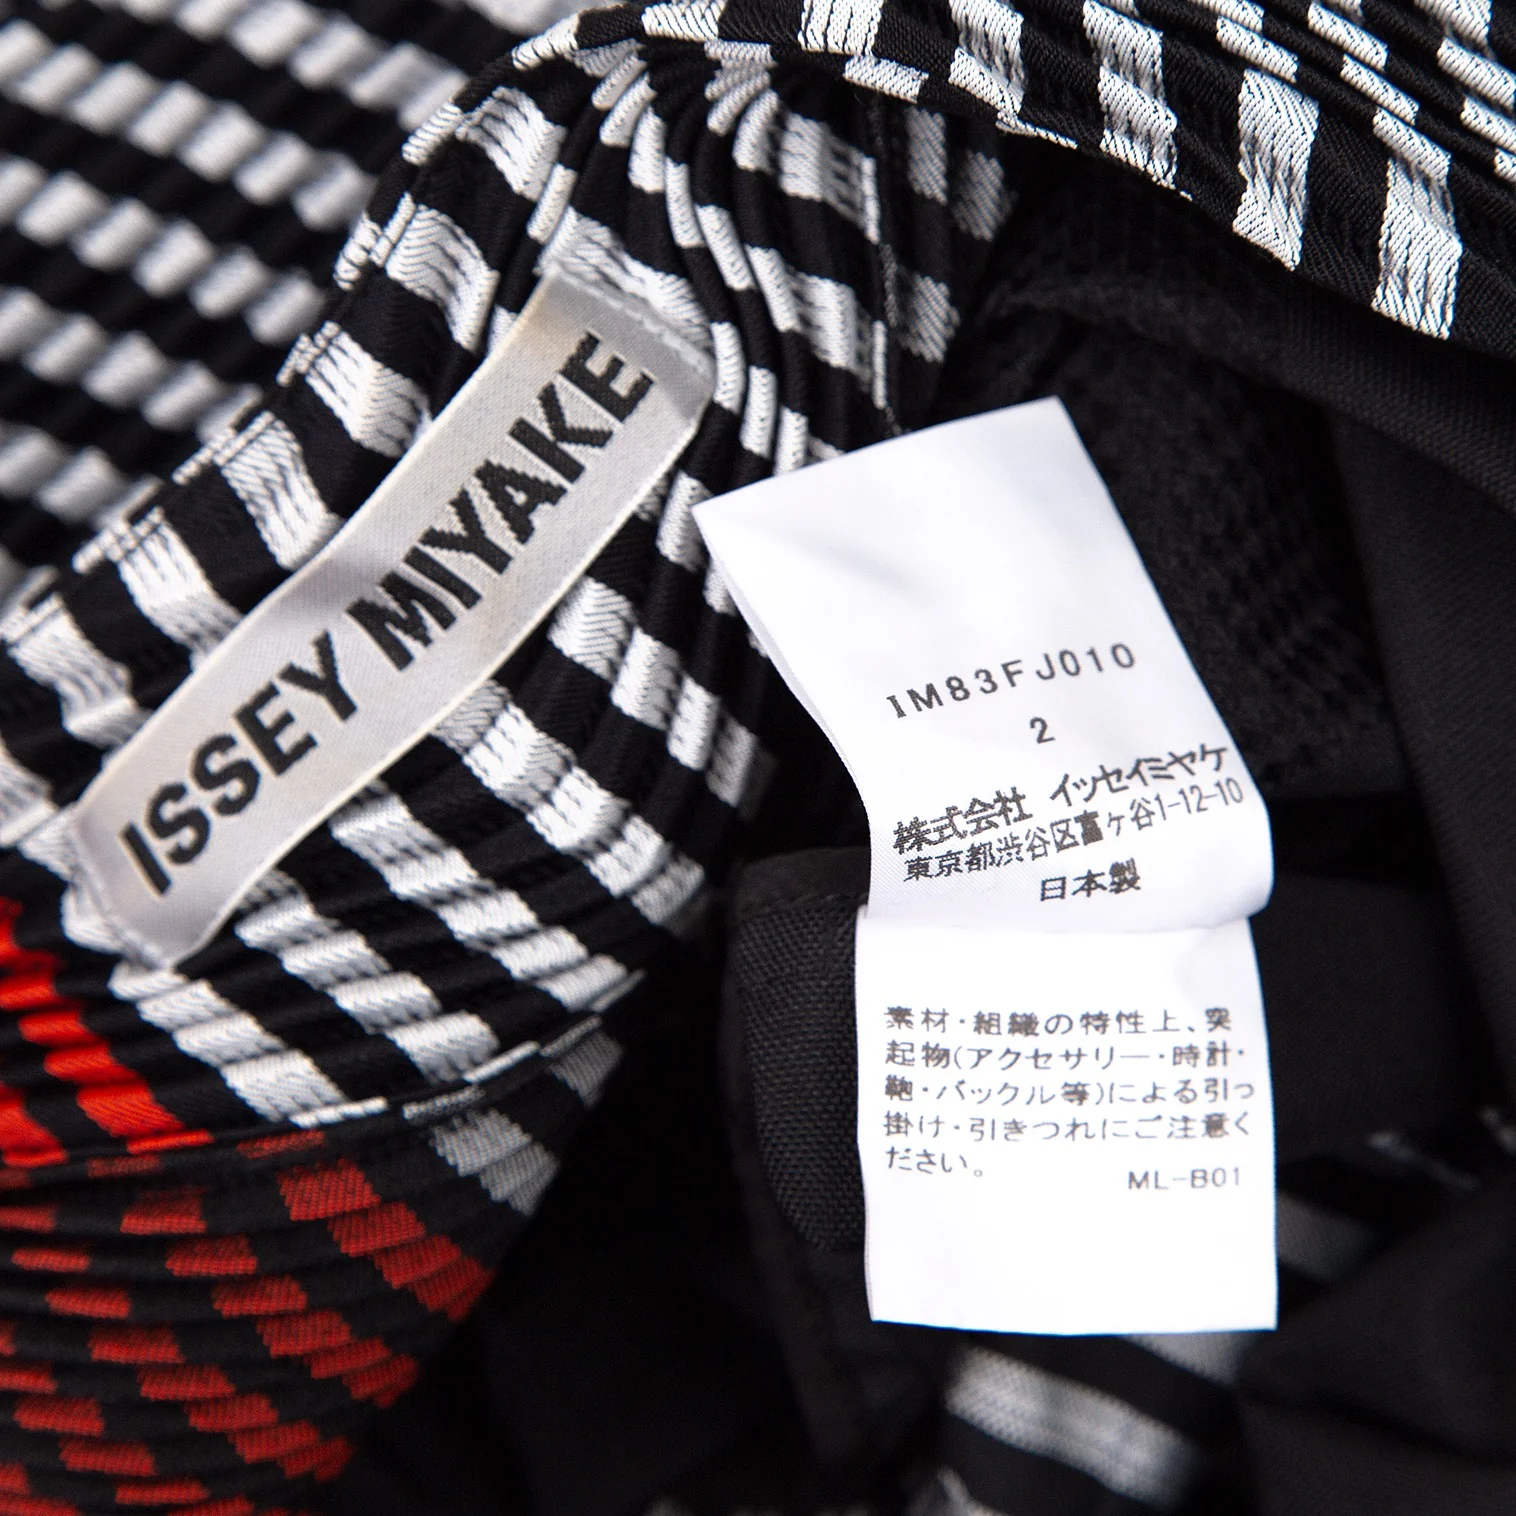 ISSEY MIYAKE
IM83FJ010
2
株式会社 イッセイミヤケ
東京都渋谷区富ヶ谷1-12-10
日本製
素材・組織の特性上、突
起物(アクセサリー・時計・
鞄・バックル等)による引っ
掛け・引きつれにご注意く
ださい。
ML-B01